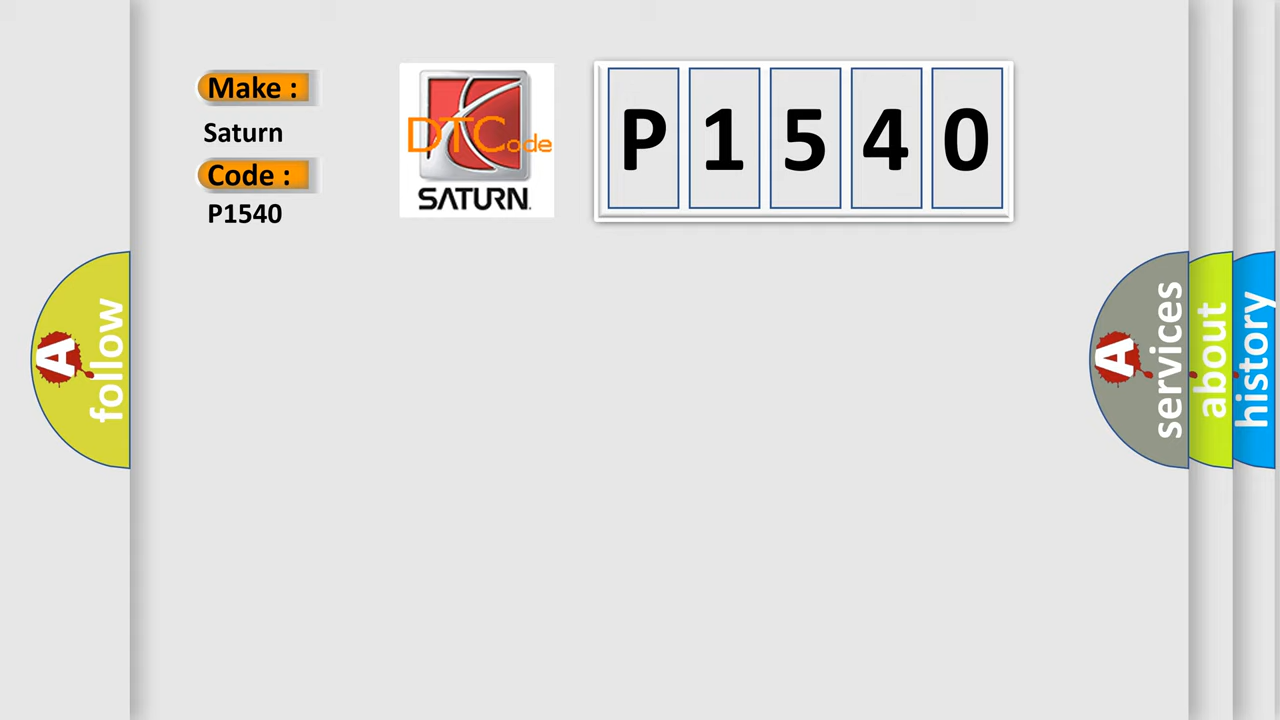 Make :
Saturn
Code :
P1540
DTCode
SATURN
P 1 5 4 0
A follow
A services
about
history